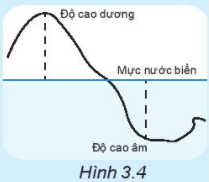 Độ cao dương
Mực nước biển
Độ cao âm
Hình 3.4